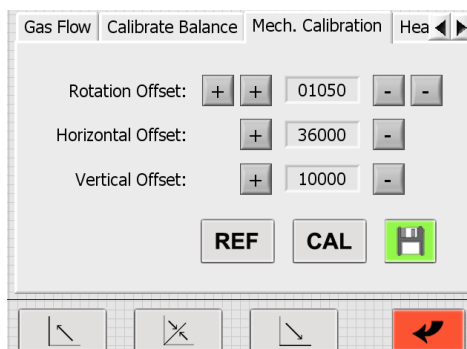 Gas Flow Calibrate Balance Mech. Calibration Hea
Rotation Offset: + + 01050 - -
Horizontal Offset: + 36000 -
Vertical Offset: + 10000 -
REF CAL